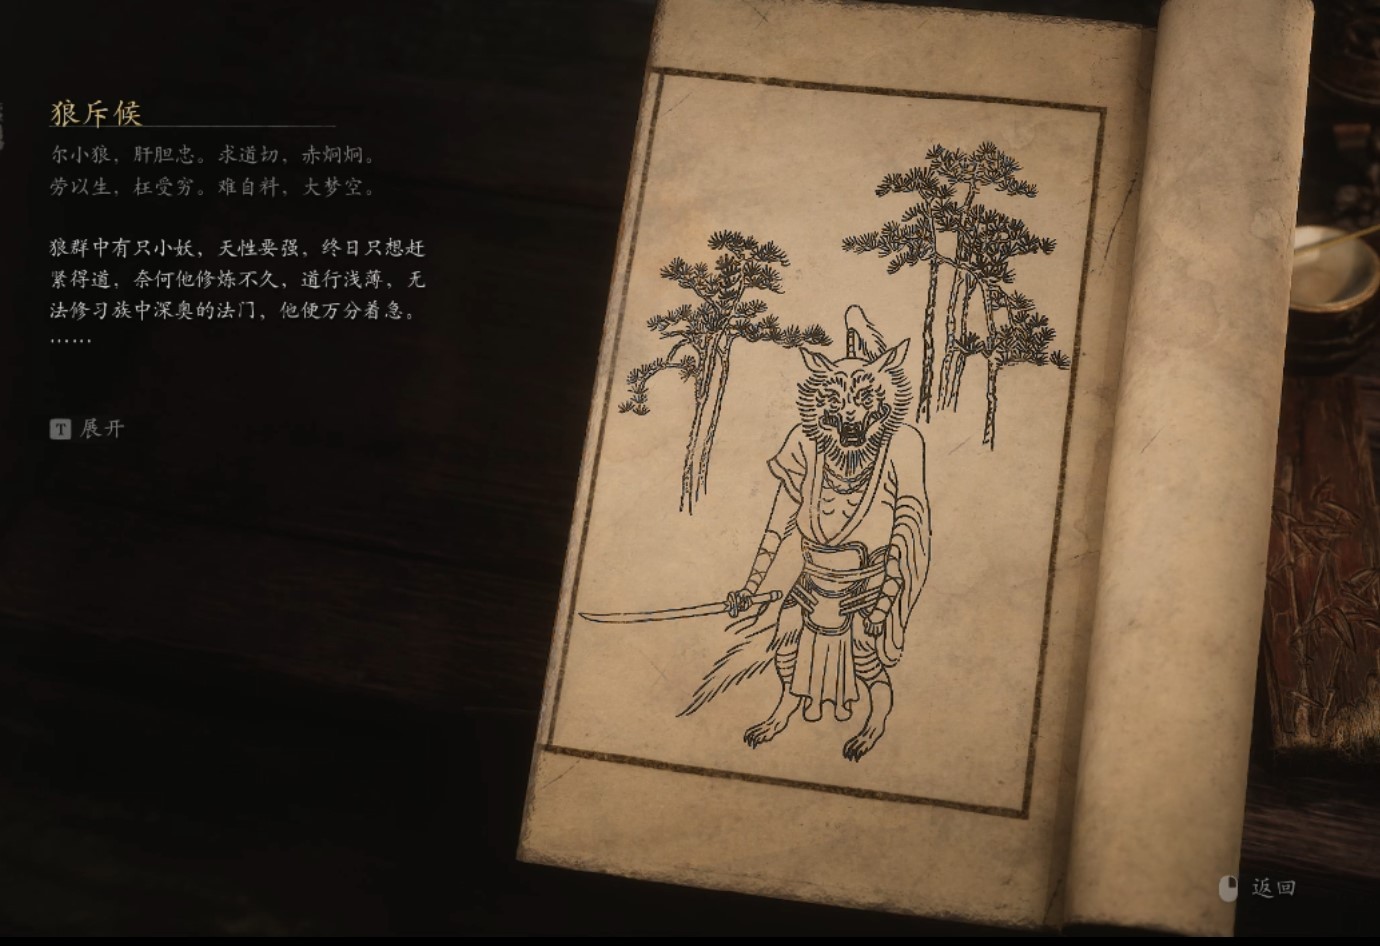 狼斥候
尔小狼，肝胆忠。求道切，赤炯炯。
劳以生，枉受穷。难自料，大梦空。
狼群中有只小妖，天性要强，终日只想赶
紧得道，奈何他修炼不久，道行浅薄，无
法修习族中深奥的法门，他便万分着急。
……
T 展开
返回